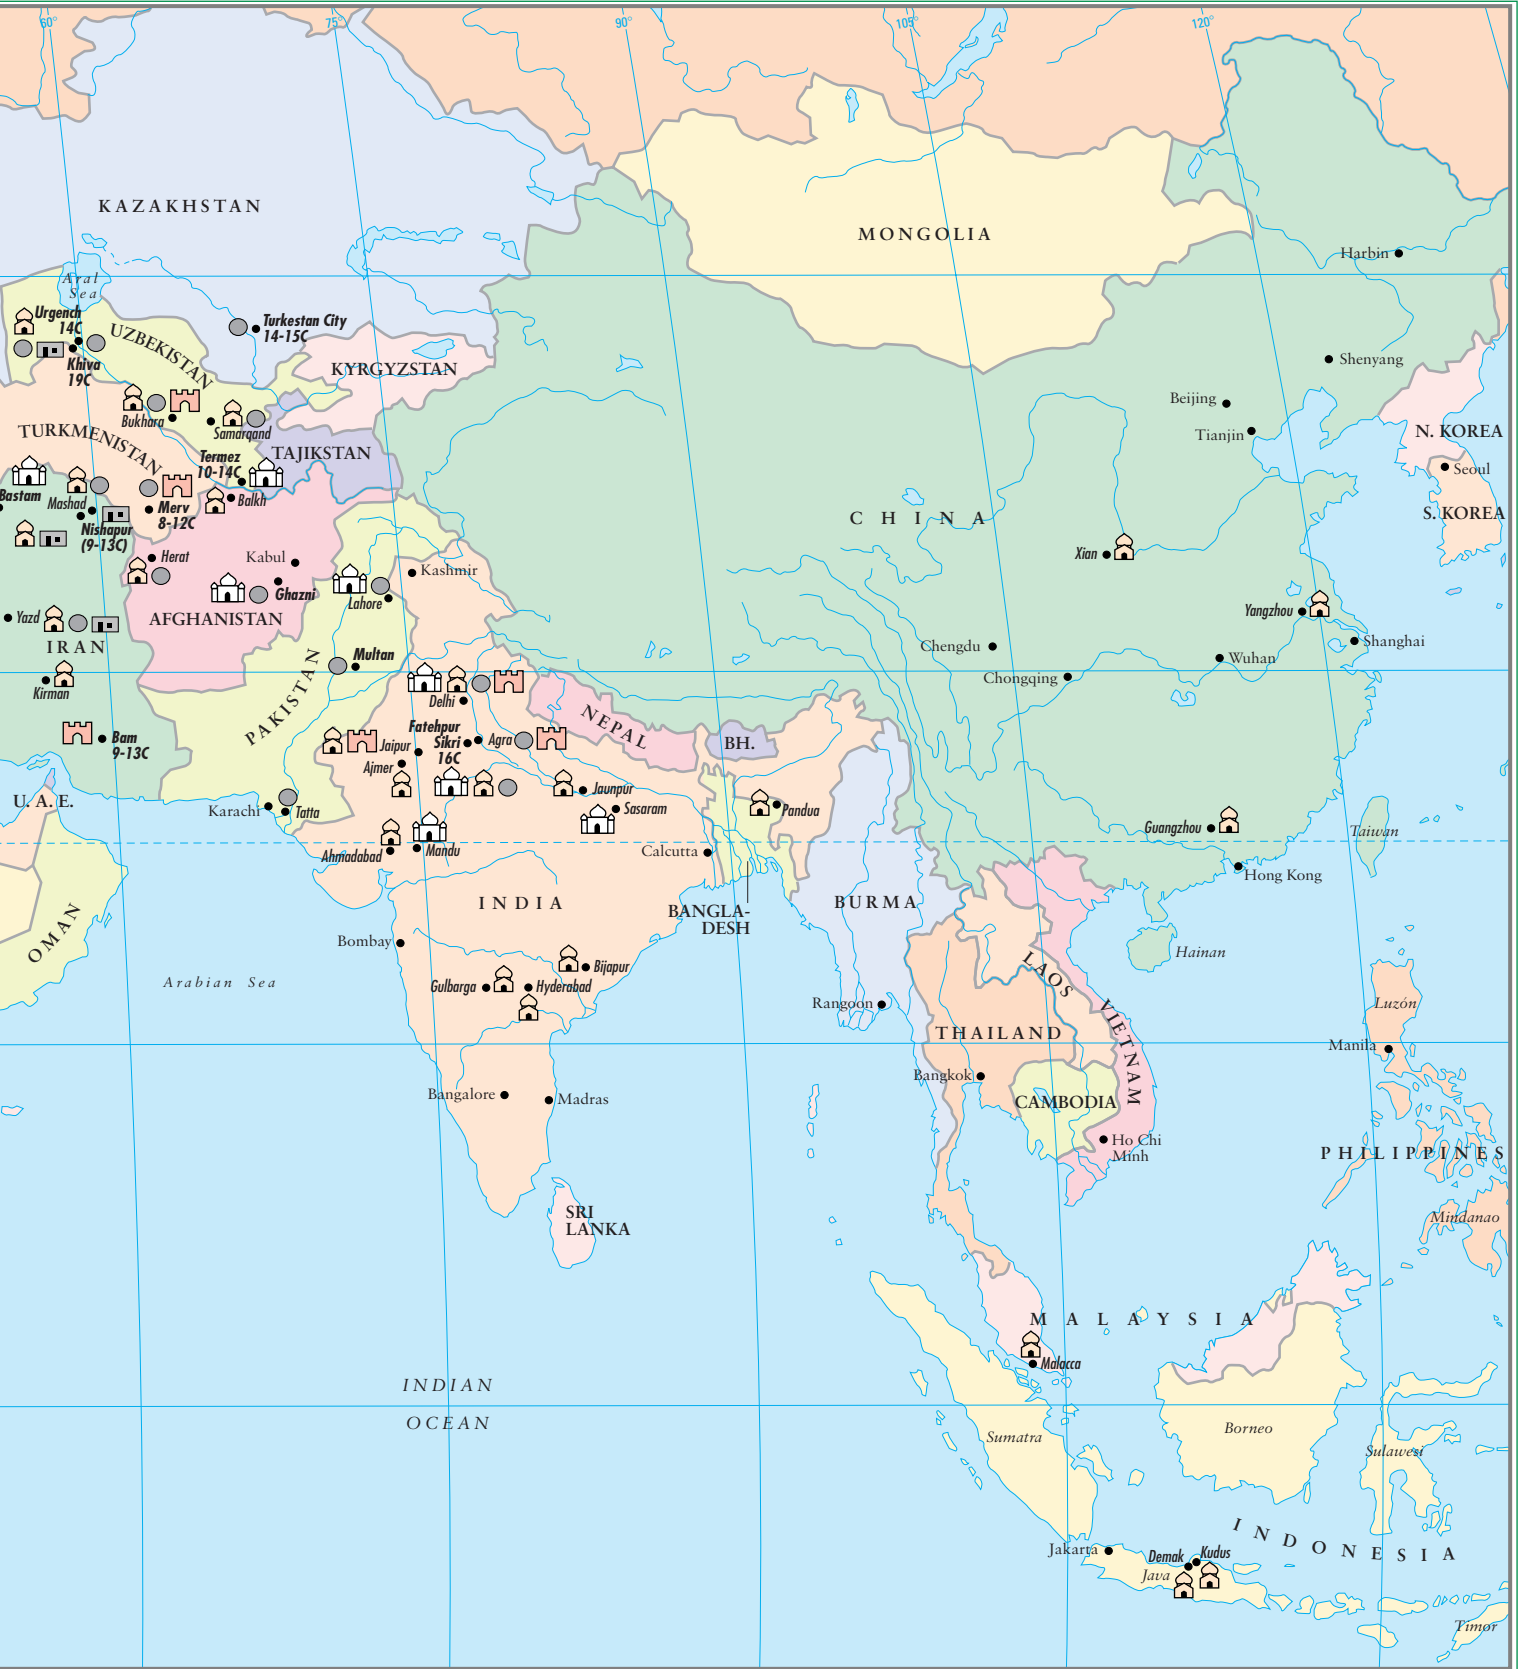 60°
75°
90°
105°
120°
KAZAKHSTAN
MONGOLIA
Harbin
Aral
Sea
Urgench
14C
Khiva
19C
UZBEKISTAN
Turkestan City
14-15C
KYRGYZSTAN
Shenyang
Beijing
Tianjin
N. KOREA
Seoul
S. KOREA
Bukhara
Samarqand
TURKMENISTAN
TAJIKSTAN
Termez
10-14C
Balkh
Bastam
Mashad
Nishapur
(9-13C)
Merv
8-12C
CHINA
Xian
Herat
Kabul
Ghazni
Kashmir
Lahore
AFGHANISTAN
Yazd
IRAN
Kirman
Yangzhou
Shanghai
Chengdu
Wuhan
Chongqing
Multan
PAKISTAN
Delhi
NEPAL
BH.
Bam
9-13C
Fatehpur
Sikri
16C
Agra
Jaipur
Ajmer
Jaunpur
Sasaram
Pandua
U. A. E.
Karachi
Tatta
Guangzhou
Taiwan
Ahmadabad
Mandu
Calcutta
Hong Kong
INDIA
BANGLA-
DESH
BURMA
OMAN
Hainan
Bombay
Arabian Sea
Bijapur
Gulbarga
Hyderabad
LAOS
Rangoon
VIETNAM
Luzón
THAILAND
Manila
Bangkok
Bangalore
Madras
CAMBODIA
Ho Chi
Minh
PHILIPPINES
SRI
LANKA
Mindanao
MALAYSIA
Malacca
INDIAN
OCEAN
Sumatra
Borneo
Sulawesi
INDONESIA
Jakarta
Demak
Kudus
Java
Timor